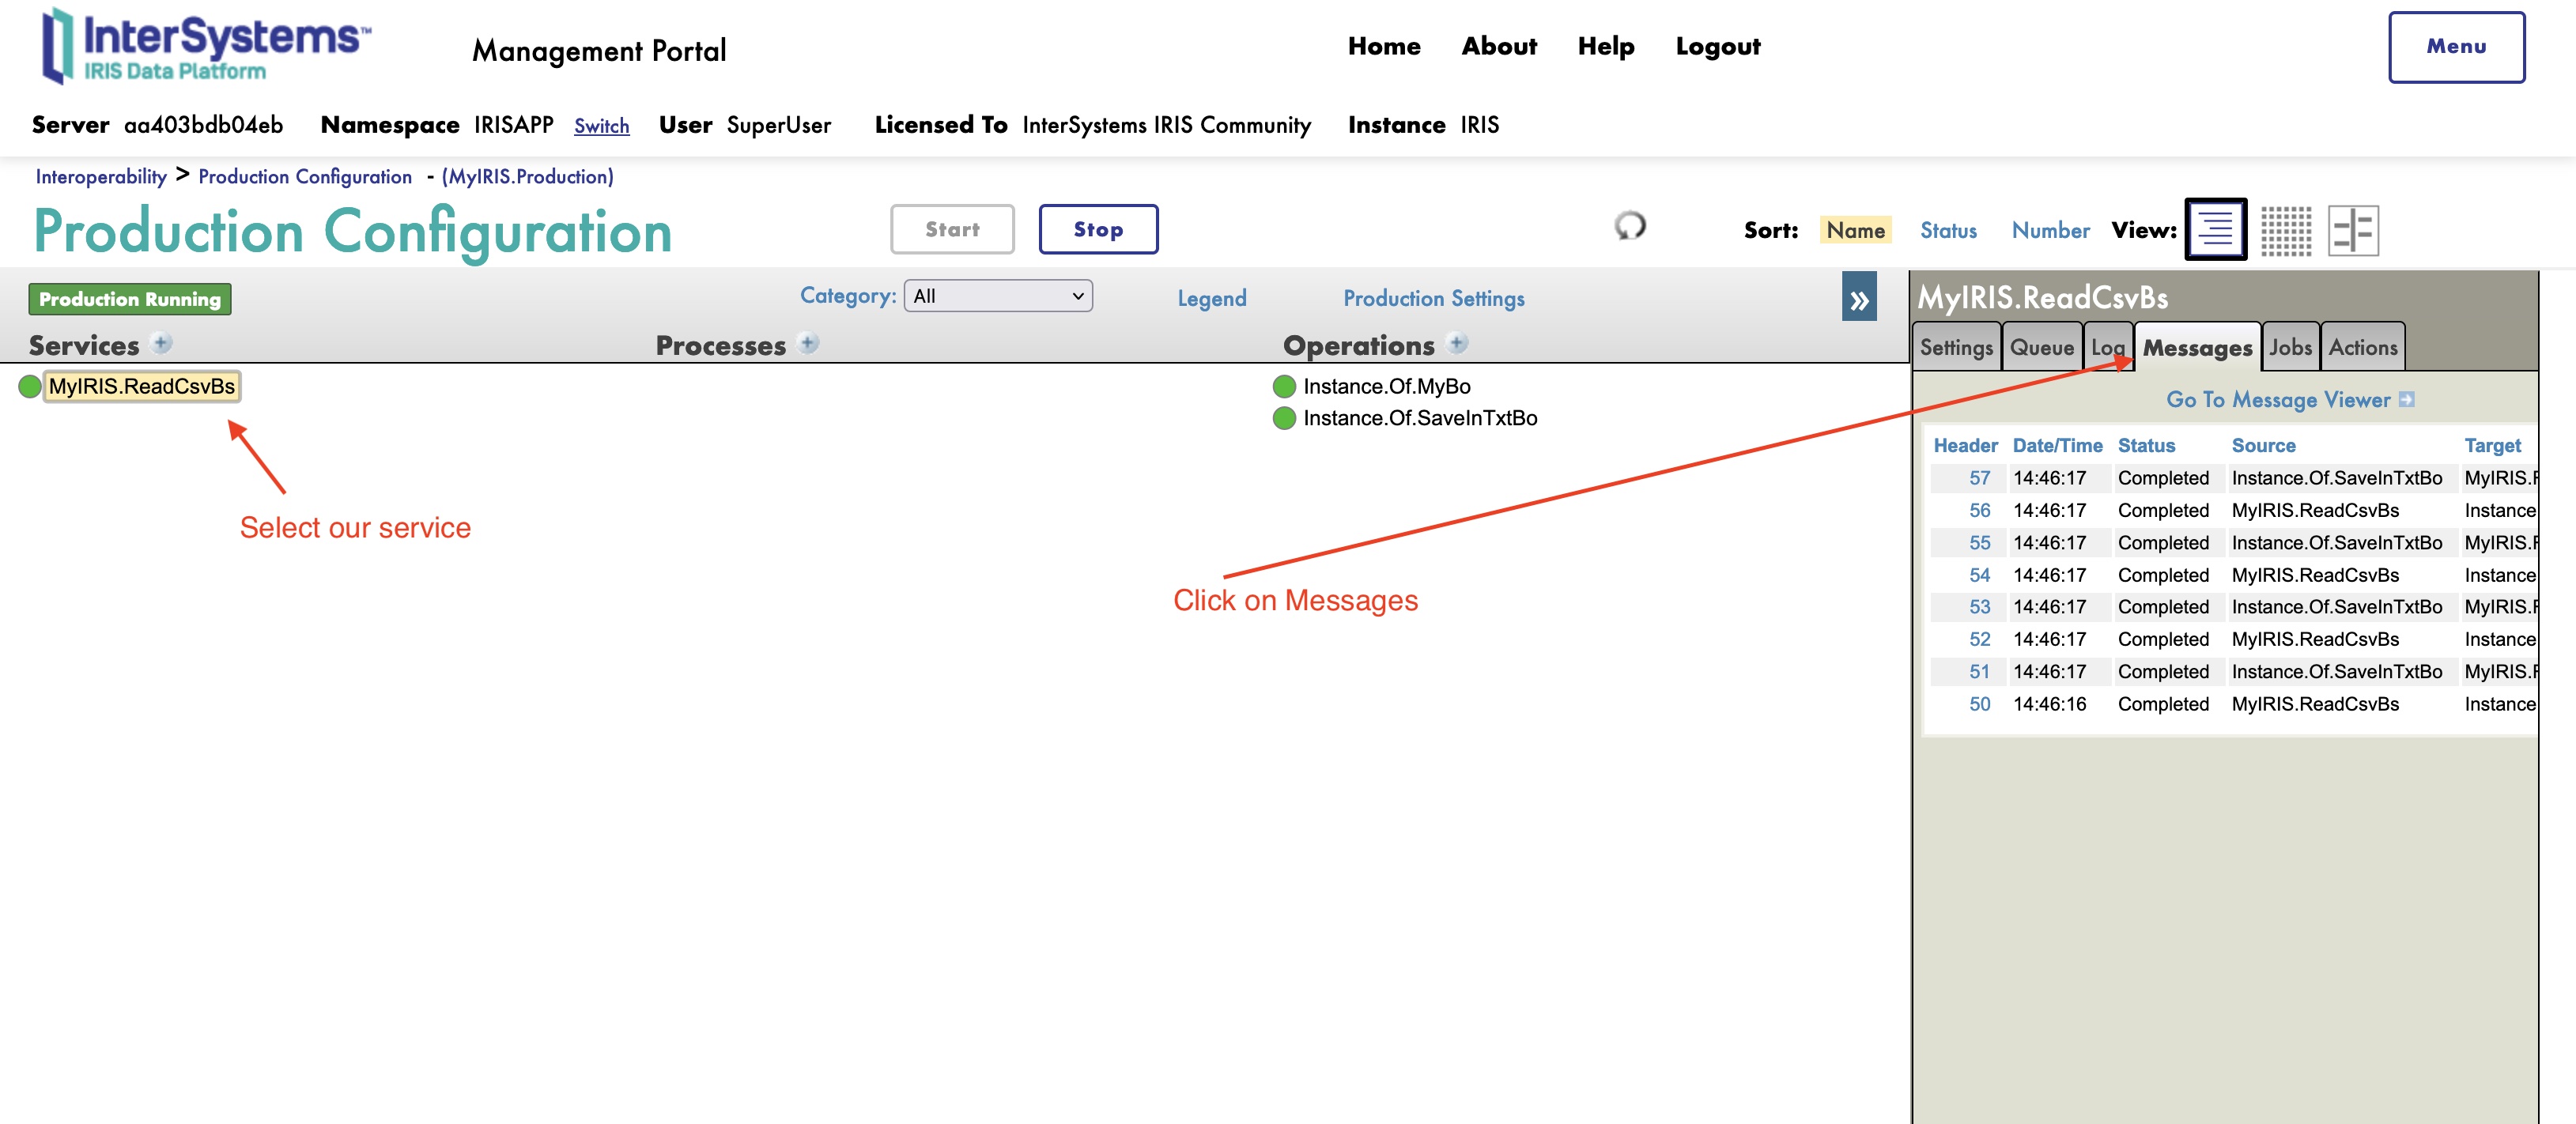 InterSystems™
IRIS Data Platform
Management Portal
Home About Help Logout
Menu
Server aa403bdb04eb Namespace IRISAPP Switch User SuperUser Licensed To InterSystems IRIS Community Instance IRIS
Interoperability > Production Configuration - (MyIRIS.Production)
Production Configuration
Start
Stop
Sort: Name Status Number View:
Production Running
Category: All
Legend
Production Settings
»
Services
Processes
Operations
MyIRIS.ReadCsvBs
Instance.Of.MyBo
Instance.Of.SaveInTxtBo
Select our service
Click on Messages
MyIRIS.ReadCsvBs
Settings Queue Log Messages Jobs Actions
Go To Message Viewer
Header Date/Time Status Source Target
57 14:46:17 Completed Instance.Of.SaveInTxtBo MyIRIS.
56 14:46:17 Completed MyIRIS.ReadCsvBs Instance
55 14:46:17 Completed Instance.Of.SaveInTxtBo MyIRIS.
54 14:46:17 Completed MyIRIS.ReadCsvBs Instance
53 14:46:17 Completed Instance.Of.SaveInTxtBo MyIRIS.
52 14:46:17 Completed MyIRIS.ReadCsvBs Instance
51 14:46:17 Completed Instance.Of.SaveInTxtBo MyIRIS.
50 14:46:16 Completed MyIRIS.ReadCsvBs Instance